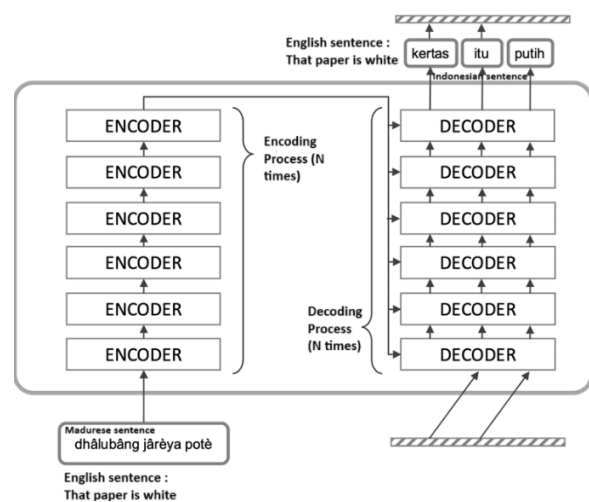 English sentence :
That paper is white
kertas
itu
putih
Indonesian sentence
ENCODER
ENCODER
ENCODER
ENCODER
ENCODER
ENCODER
Encoding
Process (N
times)
Decoding
Process
(N times)
DECODER
DECODER
DECODER
DECODER
DECODER
DECODER
Madurese sentence
dhâlubâng jârèya potè
English sentence :
That paper is white